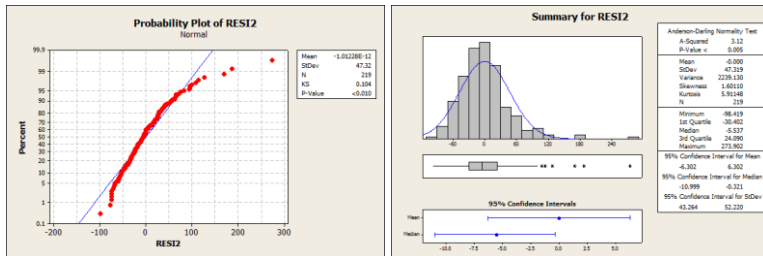 Probability Plot of RESI2
Normal
99.9
99
95
90
80
70
60
50
40
30
20
10
5
1
0.1
Percent
-200
-100
0
100
200
300
RESI2
Mean -1.01228E-12
StDev 47.32
N 219
KS 0.104
P-Value <0.010
Summary for RESI2
-60
0
60
120
180
240
95% Confidence Intervals
Mean
Median
-10.0
-7.5
-5.0
-2.5
0.0
2.5
5.0
Anderson-Darling Normality Test
A-Squared 3.12
P-Value < 0.005
Mean -0.000
StDev 47.319
Variance 2239.130
Skewness 1.60110
Kurtosis 5.91148
N 219
Minimum -98.419
1st Quartile -30.402
Median -5.537
3rd Quartile 24.090
Maximum 273.902
95% Confidence Interval for Mean
-6.302 6.302
95% Confidence Interval for Median
-10.999 -0.321
95% Confidence Interval for StDev
43.264 52.220